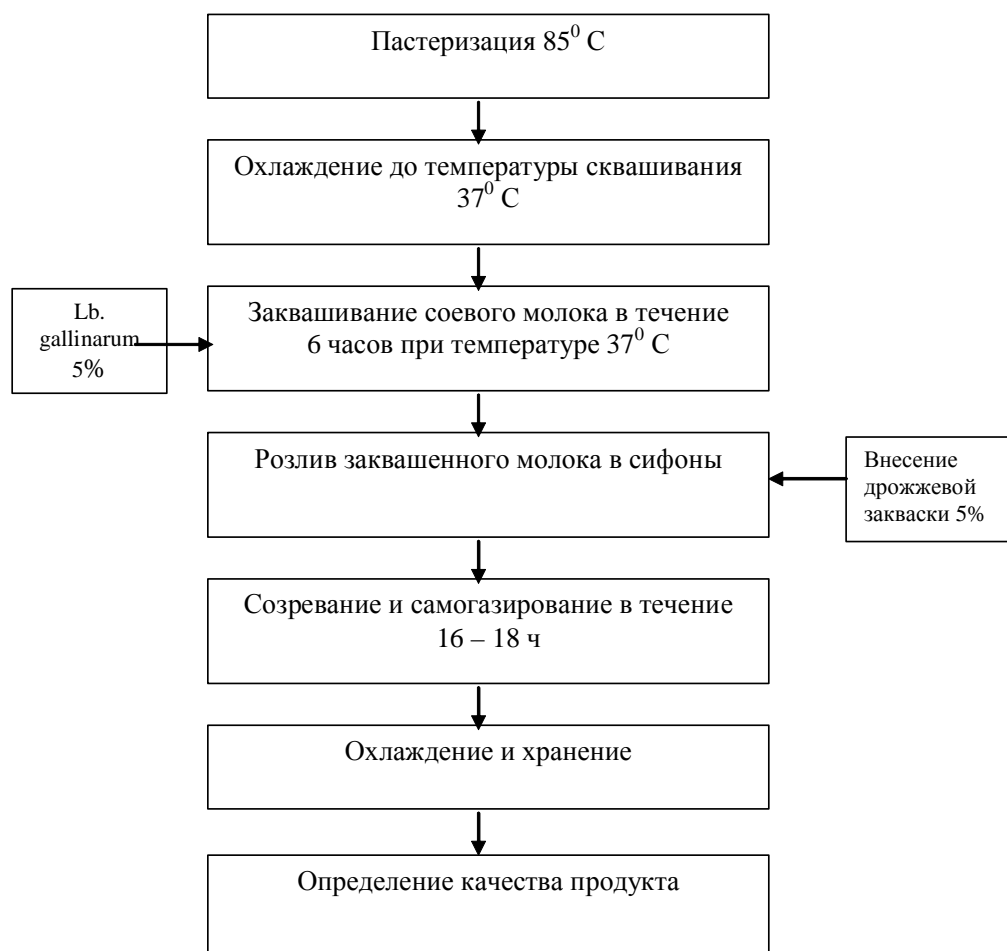 Пастеризация 85⁰ С
Охлаждение до температуры сквашивания
37⁰ С
Lb.
gallinarum
5%
Заквашивание соевого молока в течение
6 часов при температуре 37⁰ С
Розлив заквашенного молока в сифоны
Внесение
дрожжевой
закваски 5%
Созревание и самогазирование в течение
16 – 18 ч
Охлаждение и хранение
Определение качества продукта